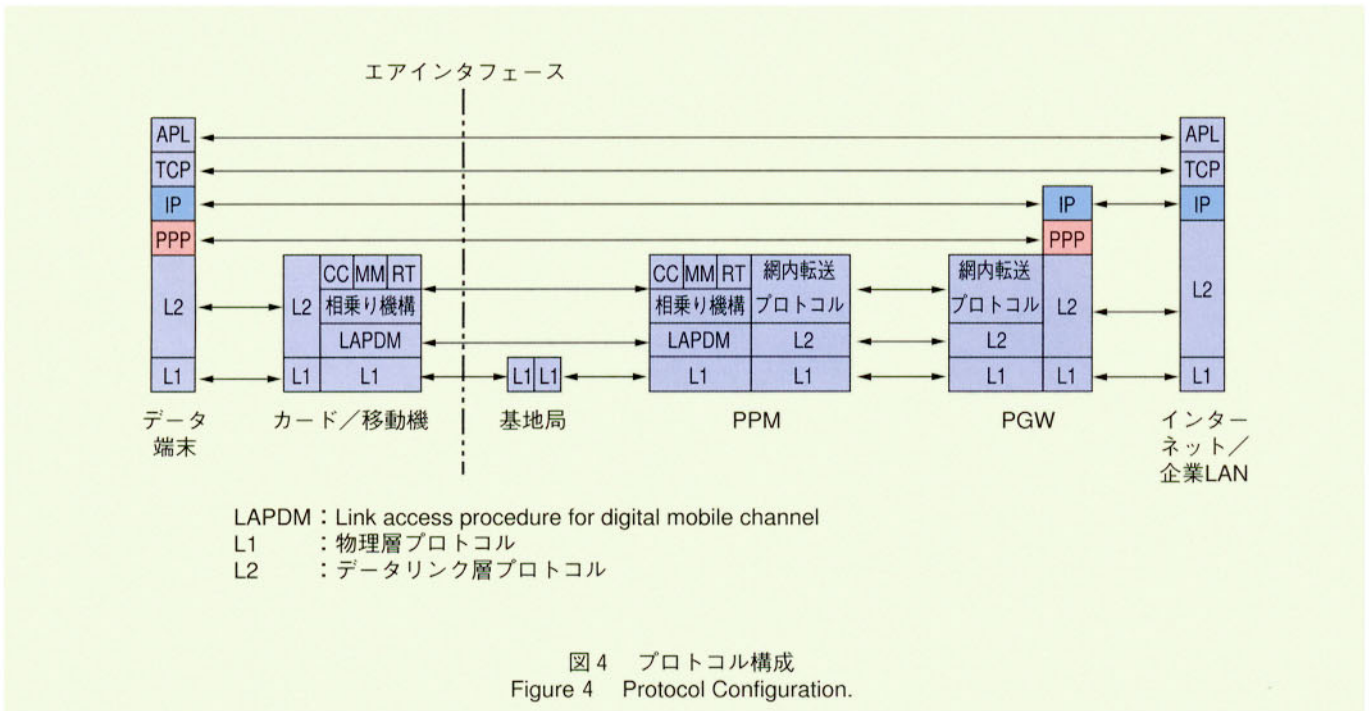 エアインタフェース
APL
APL
TCP
TCP
IP
IP
IP
PPP
PPP
CC MM RT
CC MM RT
網内転送
プロトコル
網内転送
プロトコル
L2
L2
相乗り機構
相乗り機構
L2
L2
LAPDM
LAPDM
L2
L2
L1
L1
L1
L1 L1
L1
L1
L1
L1
L1
データ
端末
カード/移動機
基地局
PPM
PGW
インター
ネット/
企業LAN
LAPDM:Link access procedure for digital mobile channel
L1:物理層プロトコル
L2:データリンク層プロトコル
図4 プロトコル構成
Figure 4 Protocol Configuration.